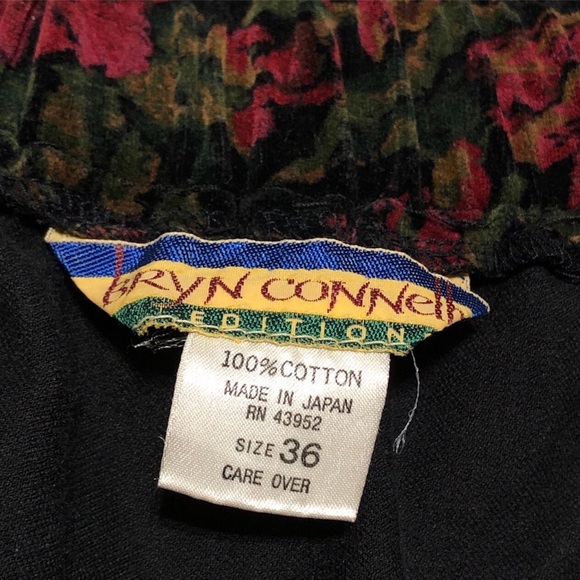 BRYN CONNell
EDITION
100% COTTON
MADE IN JAPAN
RN 43952
SIZE 36
CARE OVER